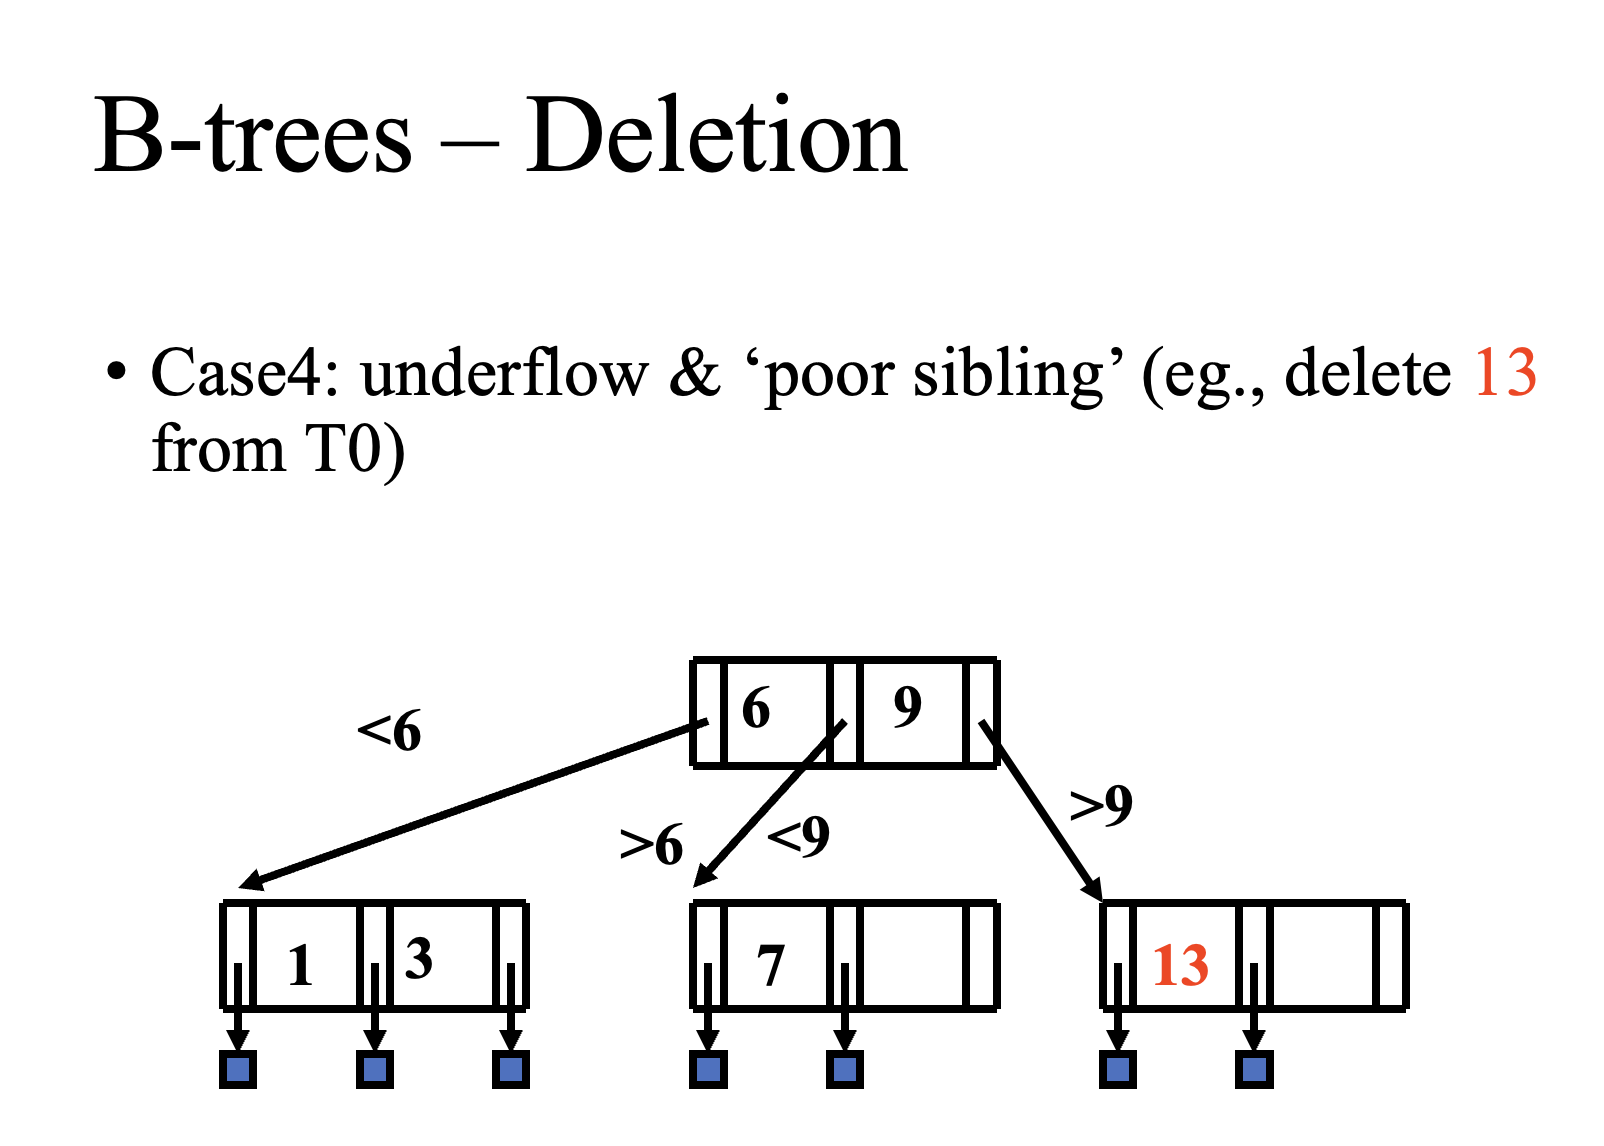 B-trees – Deletion
• Case4: underflow & ‘poor sibling’ (eg., delete 13
from T0)
6 9
<6
>9
>6 <9
1 3 7 13